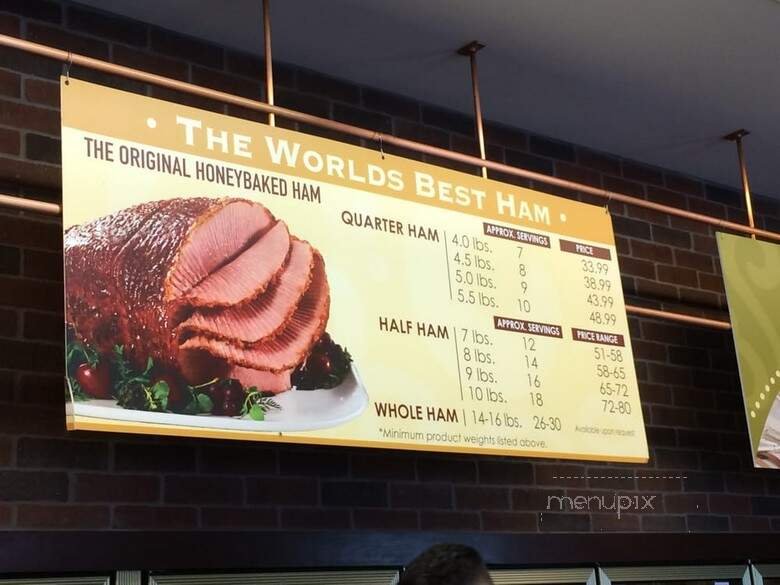 • THE WORLDS BEST HAM •
THE ORIGINAL HONEYBAKED HAM
QUARTER HAM APPROX. SERVINGS PRICE
4.0 lbs. 7 33.99
4.5 lbs. 8 38.99
5.0 lbs. 9 43.99
5.5 lbs. 10 48.99
HALF HAM APPROX. SERVINGS PRICE RANGE
7 lbs. 12 51-58
8 lbs. 14 58-65
9 lbs. 16 65-72
10 lbs. 18 72-80
WHOLE HAM 14-16 lbs. 26-30 Available upon request
*Minimum product weights listed above.
menupix